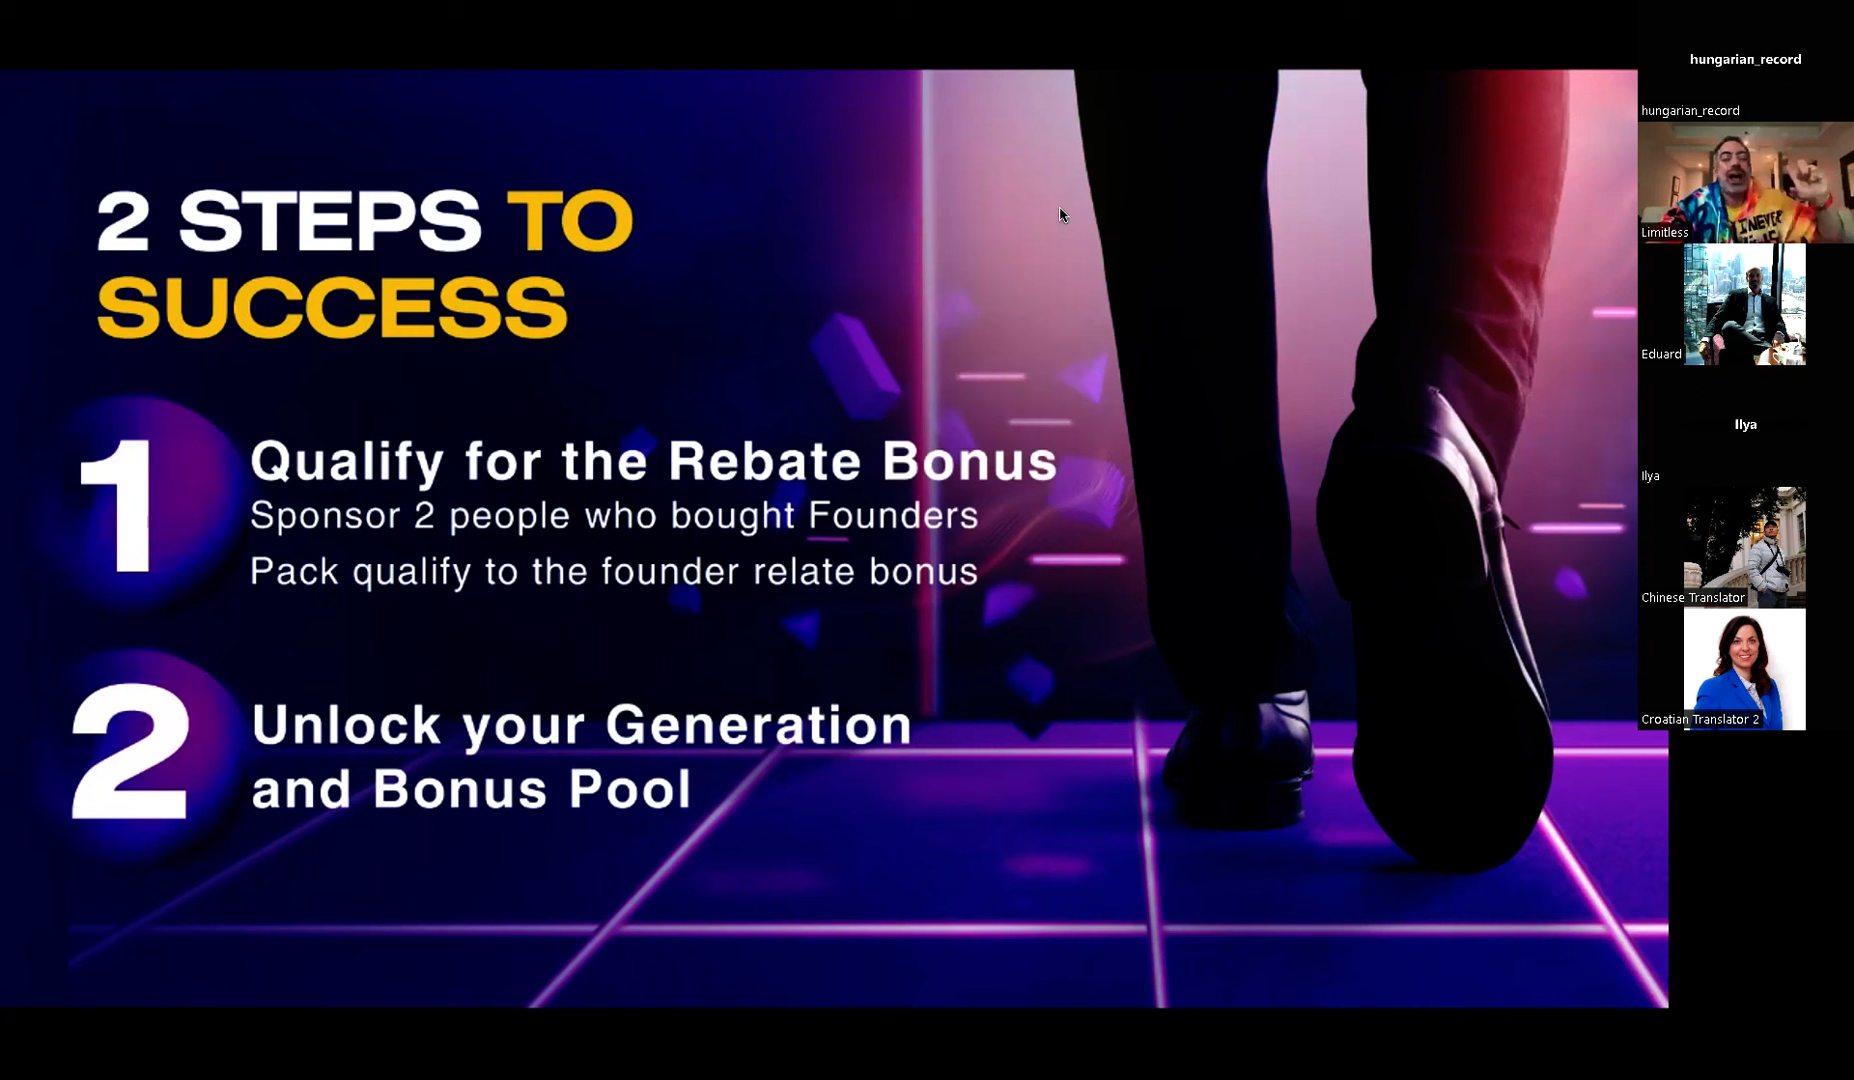 2 STEPS TO
SUCCESS
1
Qualify for the Rebate Bonus
Sponsor 2 people who bought Founders
Pack qualify to the founder relate bonus
2
Unlock your Generation
and Bonus Pool
hungarian_record
hungarian_record
I NEVER
Limitless
Eduard
Ilya
Ilya
Chinese Translator
Croatian Translator 2